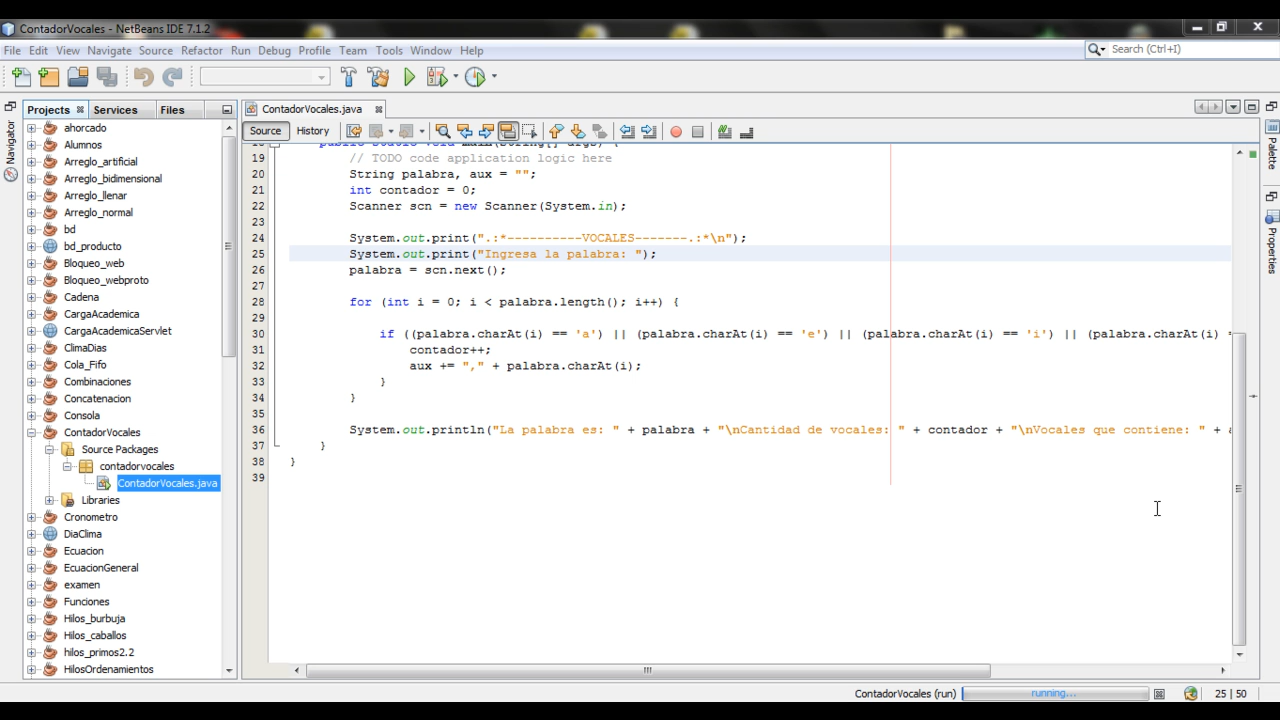 ContadorVocales - NetBeans IDE 7.1.2
File Edit View Navigate Source Refactor Run Debug Profile Team Tools Window Help
Search (Ctrl+I)
Projects Services Files
ContadorVocales.java
Navigator
Source History
Palette
Properties
ahorcado
Alumnos
Arreglo_artificial
Arreglo_bidimensional
Arreglo_llenar
Arreglo_normal
bd
bd_producto
Bloqueo_web
Bloqueo_webproto
Cadena
CargaAcademica
CargaAcademicaServlet
ClimaDias
Cola_Fifo
Combinaciones
Concatenacion
Consola
ContadorVocales
Source Packages
contadorvocales
ContadorVocales.java
Libraries
Cronometro
DiaClima
Ecuacion
EcuacionGeneral
examen
Funciones
Hilos_burbuja
Hilos_caballos
hilos_primos2.2
HilosOrdenamientos
18 public static void main(String[] args) {
19 // TODO code application logic here
20 String palabra, aux = "";
21 int contador = 0;
22 Scanner scn = new Scanner(System.in);
23
24 System.out.print(".:*----------VOCALES-------.:*\n");
25 System.out.print("Ingresa la palabra: ");
26 palabra = scn.next();
27
28 for (int i = 0; i < palabra.length(); i++) {
29
30 if ((palabra.charAt(i) == 'a') || (palabra.charAt(i) == 'e') || (palabra.charAt(i) == 'i') || (palabra.charAt(i) =
31 contador++;
32 aux += "," + palabra.charAt(i);
33 }
34 }
35
36 System.out.println("La palabra es: " + palabra + "\nCantidad de vocales: " + contador + "\nVocales que contiene: " +
37 }
38 }
39
ContadorVocales (run) running... 25 | 50